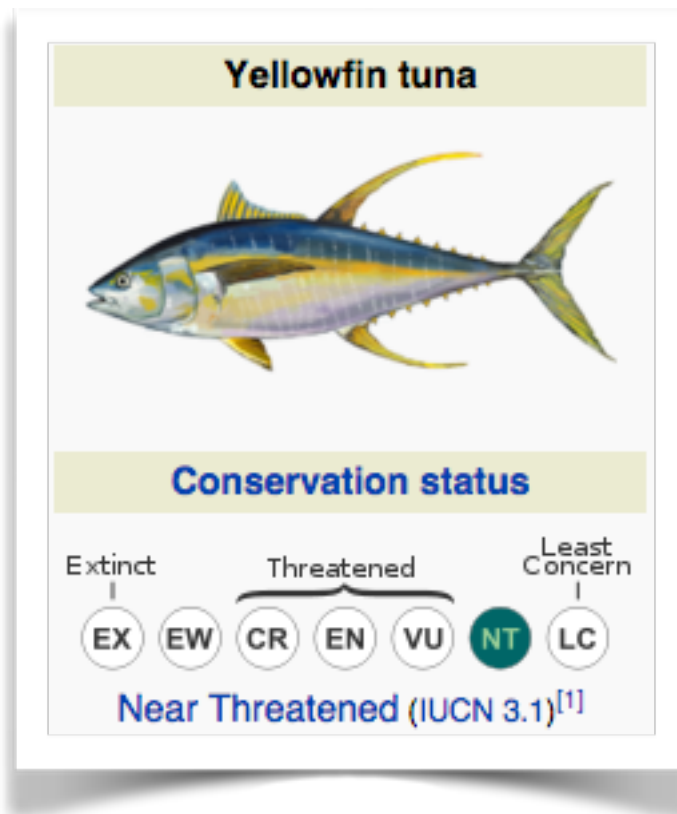 Yellowfin tuna
Conservation status
Extinct
Threatened
Least
Concern
EX EW CR EN VU NT LC
Near Threatened (IUCN 3.1)[1]